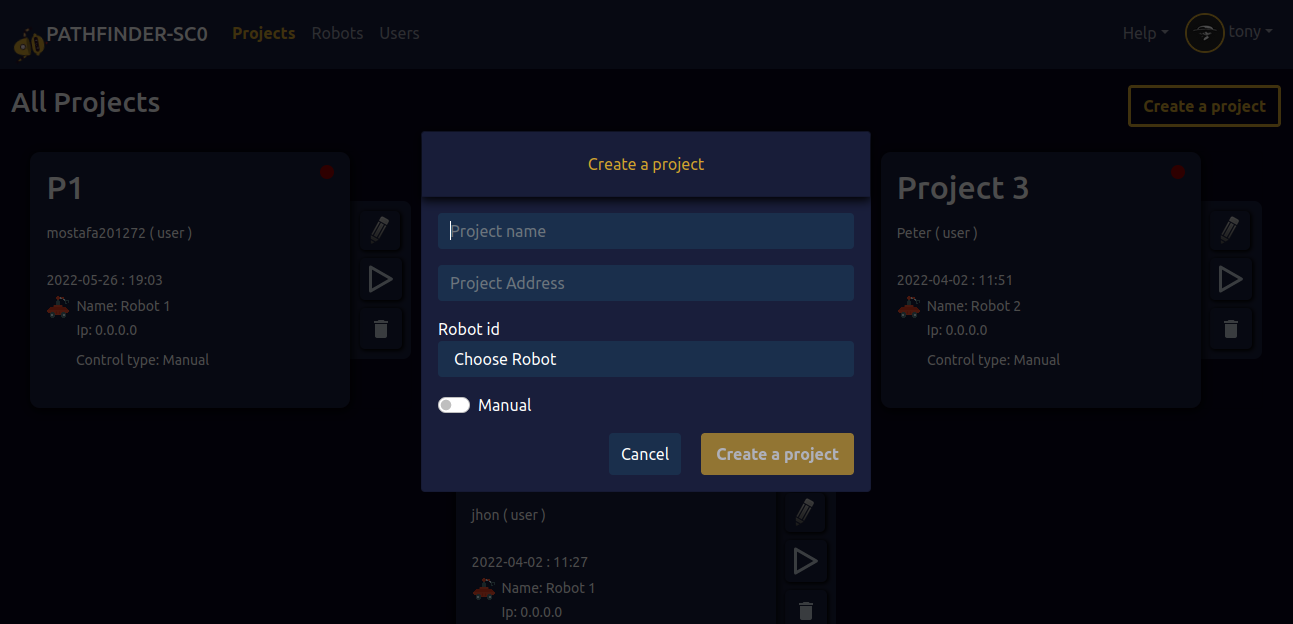 PATHFINDER-SC0 Projects Robots Users Help tony
All Projects
Create a project
P1
mostafa201272 ( user )
2022-05-26 : 19:03
Name: Robot 1
Ip: 0.0.0.0
Control type: Manual
Create a project
Project name
Project Address
Robot id
Choose Robot
Manual
Cancel Create a project
Project 3
Peter ( user )
2022-04-02 : 11:51
Name: Robot 2
Ip: 0.0.0.0
Control type: Manual
jhon ( user )
2022-04-02 : 11:27
Name: Robot 1
Ip: 0.0.0.0